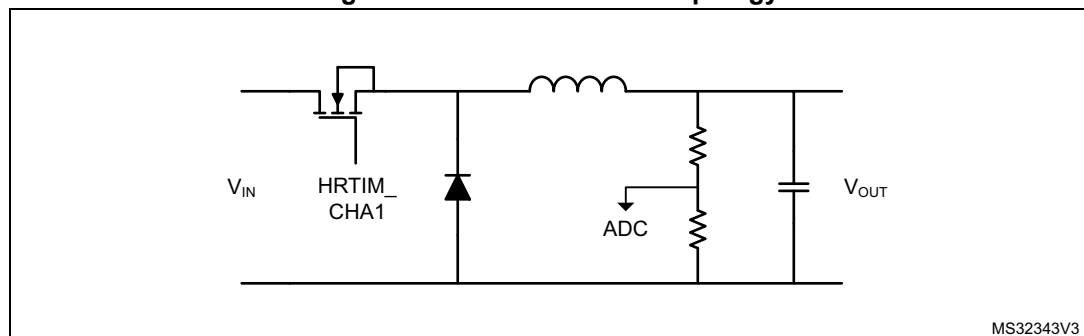 V_IN
HRTIM_
CHA1
ADC
V_OUT
MS32343V3